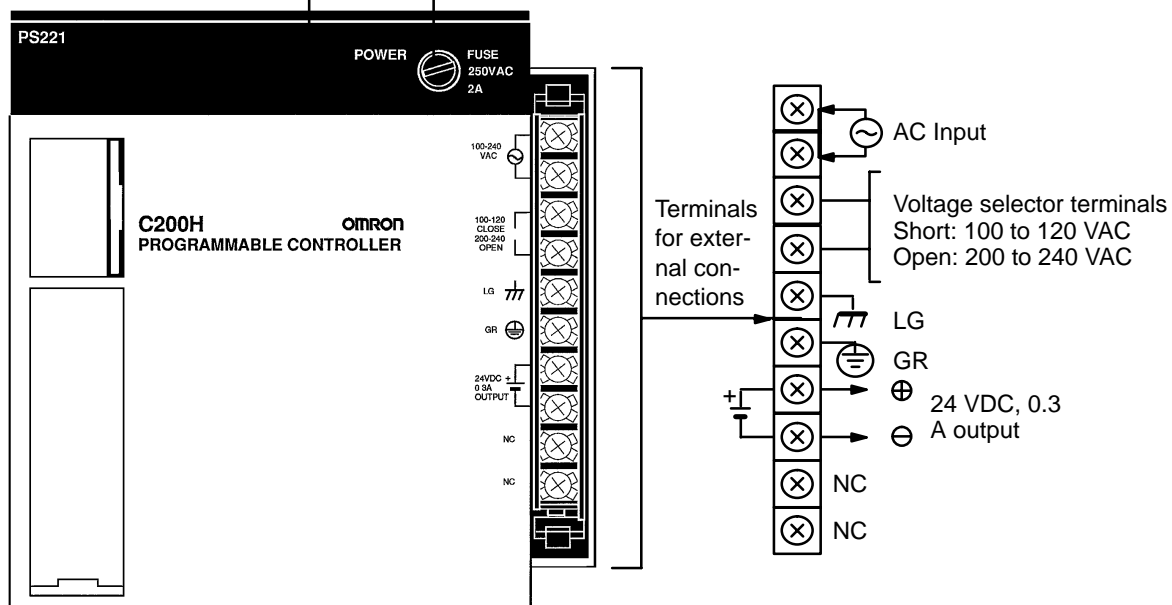 PS221
POWER
FUSE
250VAC
2A
100-240
VAC
C200H
OMRON
PROGRAMMABLE CONTROLLER
100-120
CLOSE
200-240
OPEN
LG
GR
24VDC +
0.3A
OUTPUT
NC
NC
Terminals
for exter-
nal con-
nections
AC Input
Voltage selector terminals
Short: 100 to 120 VAC
Open: 200 to 240 VAC
LG
GR
+
24 VDC, 0.3
A output
NC
NC